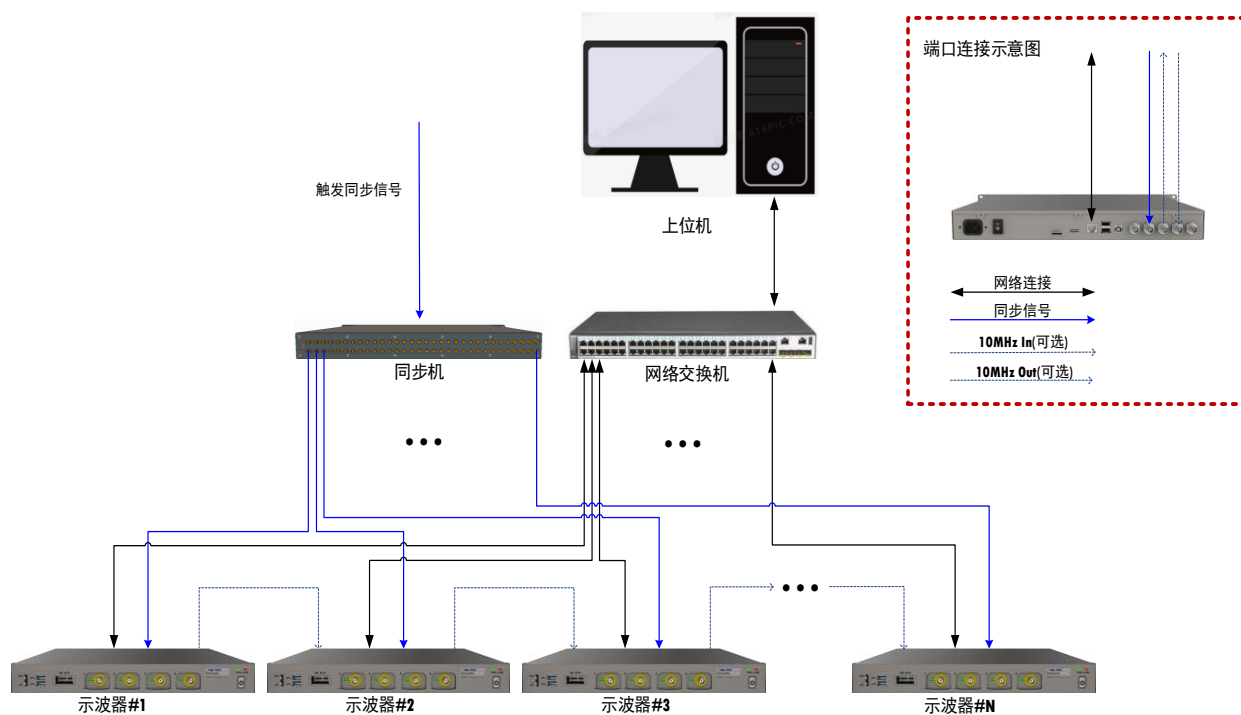 端口连接示意图
616PIC.COM
触发同步信号
上位机
网络连接
同步信号
10MHz In(可选)
10MHz Out(可选)
同步机
网络交换机
•••
•••
•••
示波器#1
示波器#2
示波器#3
示波器#N